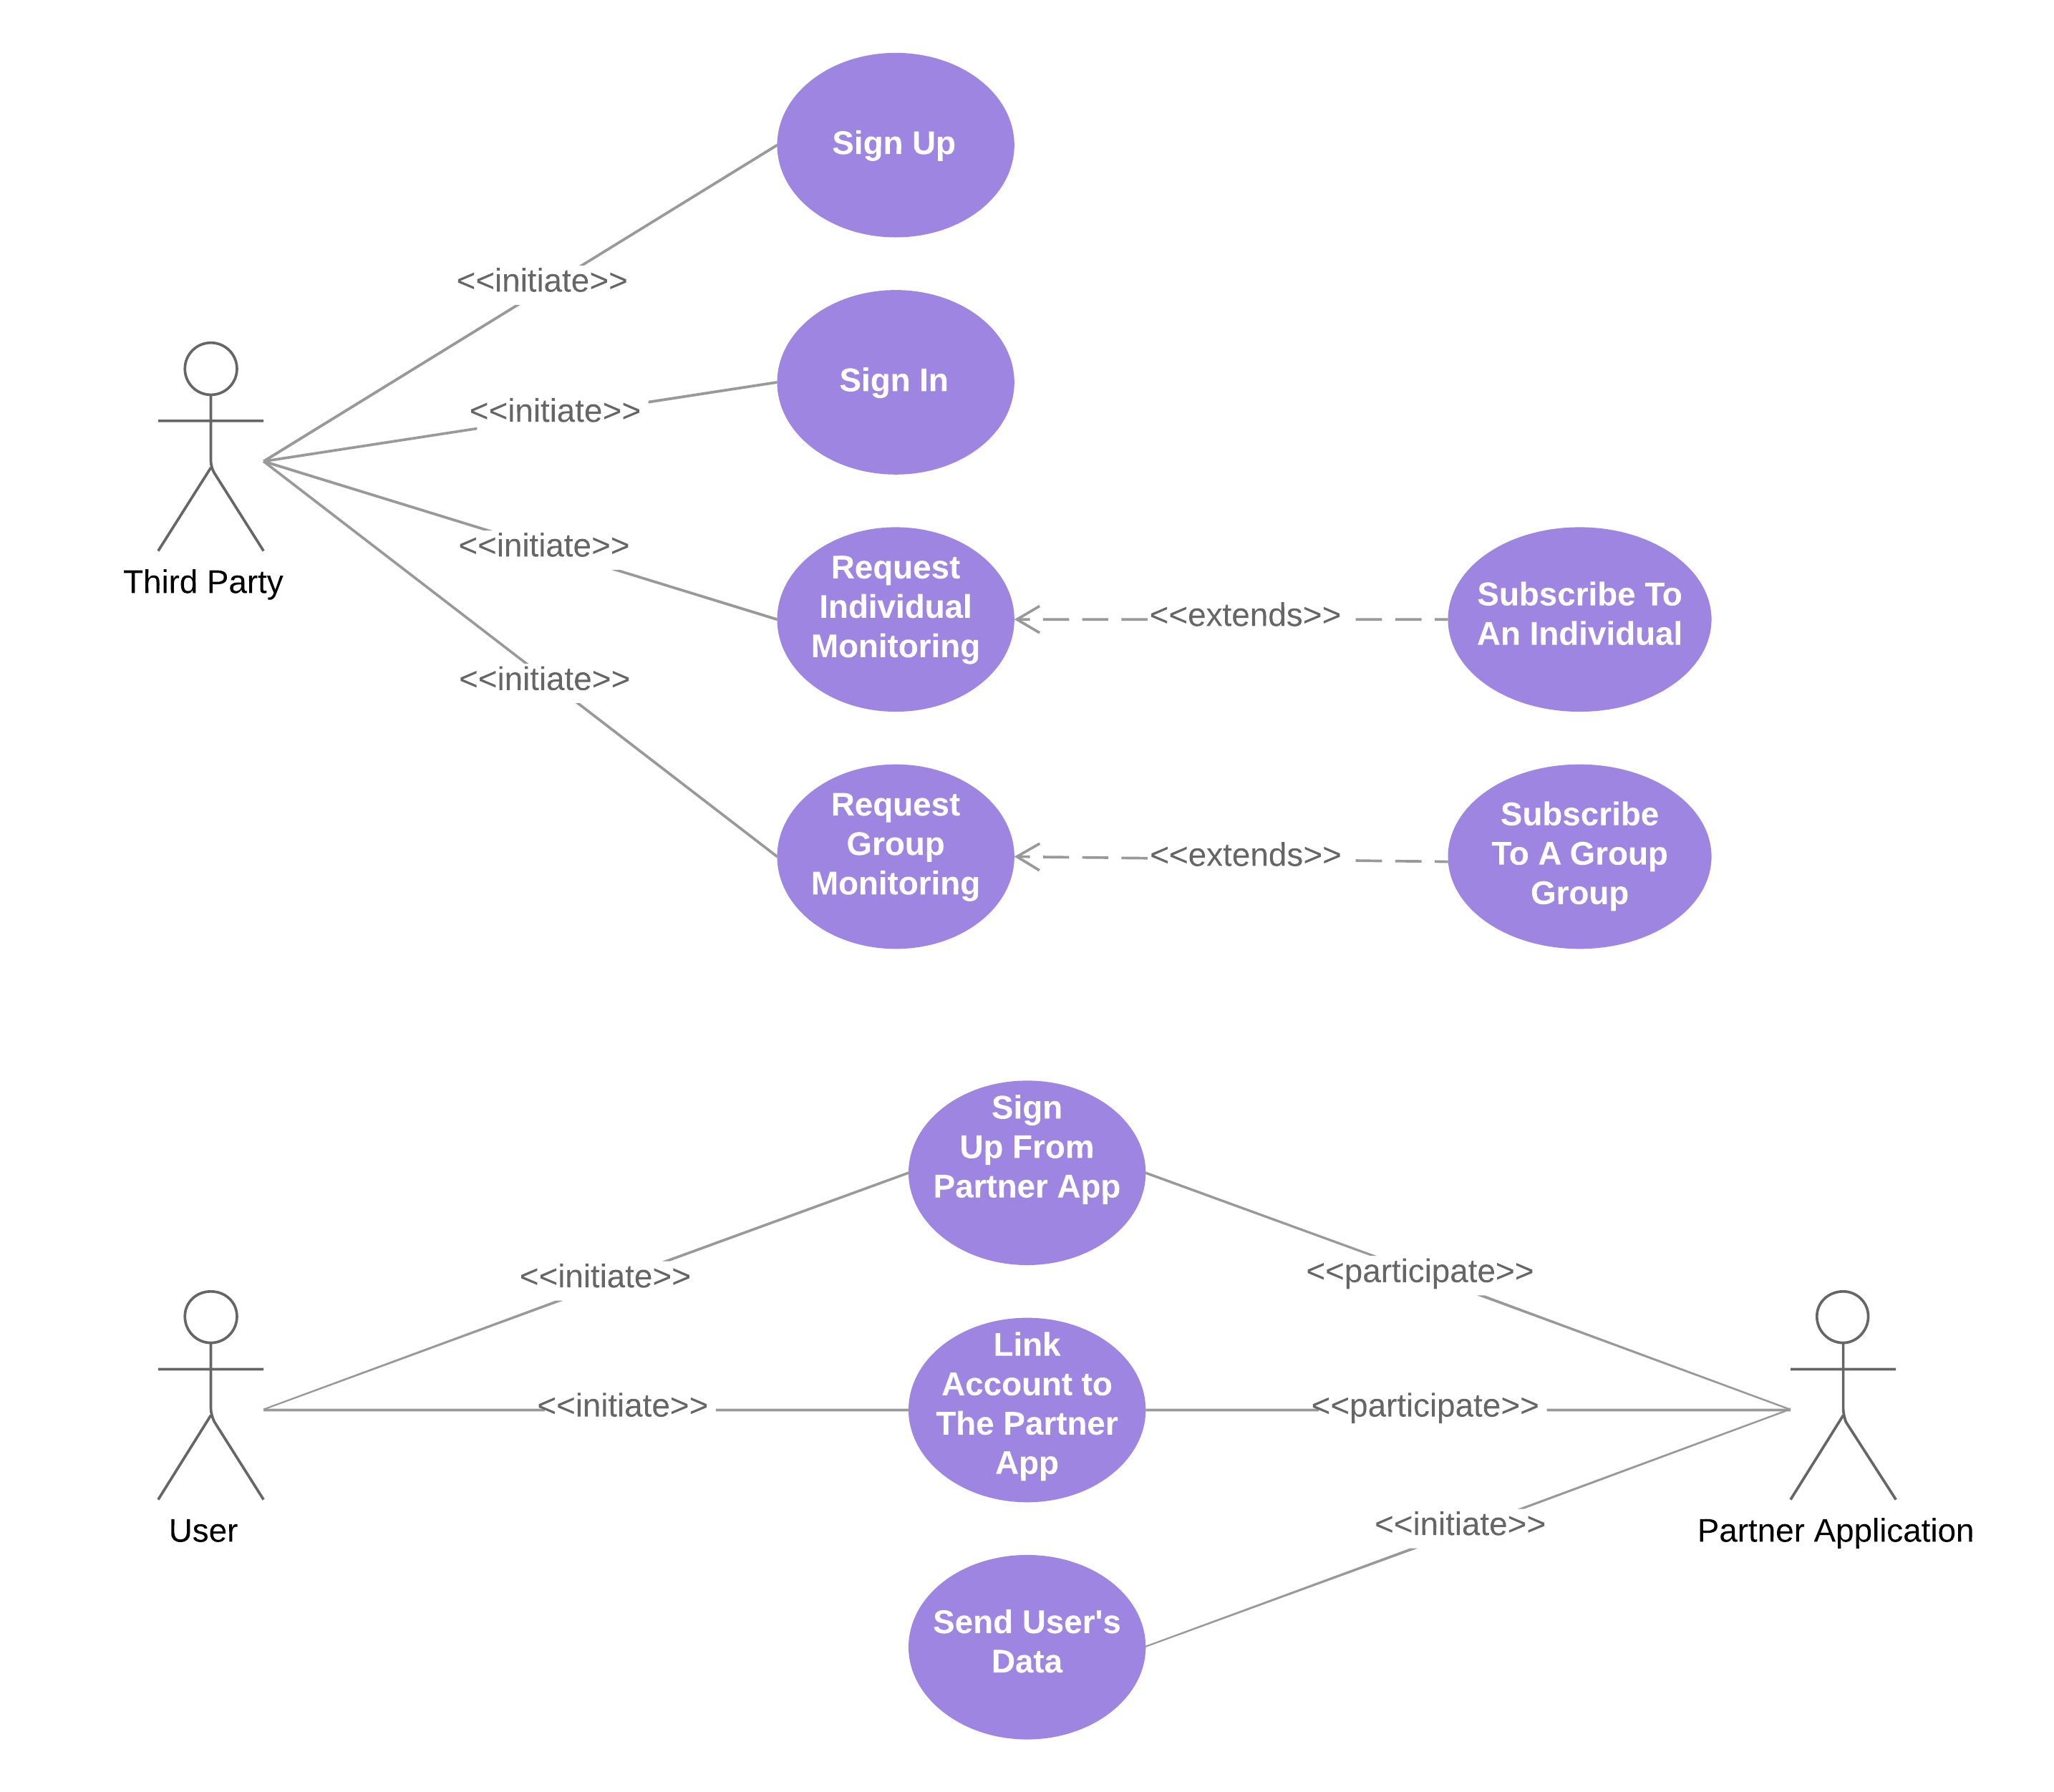 Sign Up
<<initiate>>
Sign In
<<initiate>>
Third Party
<<initiate>>
Request
Individual
Monitoring
<<extends>>
Subscribe To
An Individual
<<initiate>>
Request
Group
Monitoring
<<extends>>
Subscribe
To A Group
Group
Sign
Up From
Partner App
<<initiate>>
<<participate>>
Link
Account to
The Partner
App
<<initiate>>
<<participate>>
User
<<initiate>>
Partner Application
Send User's
Data